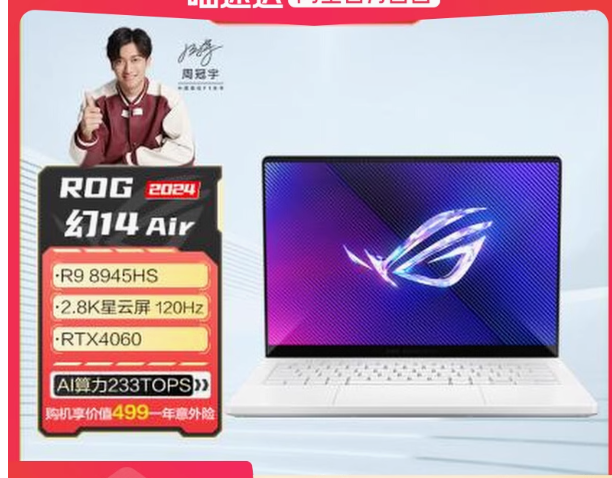 周冠宇
ROG 2024
幻14 Air
·R9 8945HS
·2.8K星云屏 120Hz
·RTX4060
AI算力233TOPS
购机享价值499一年意外险